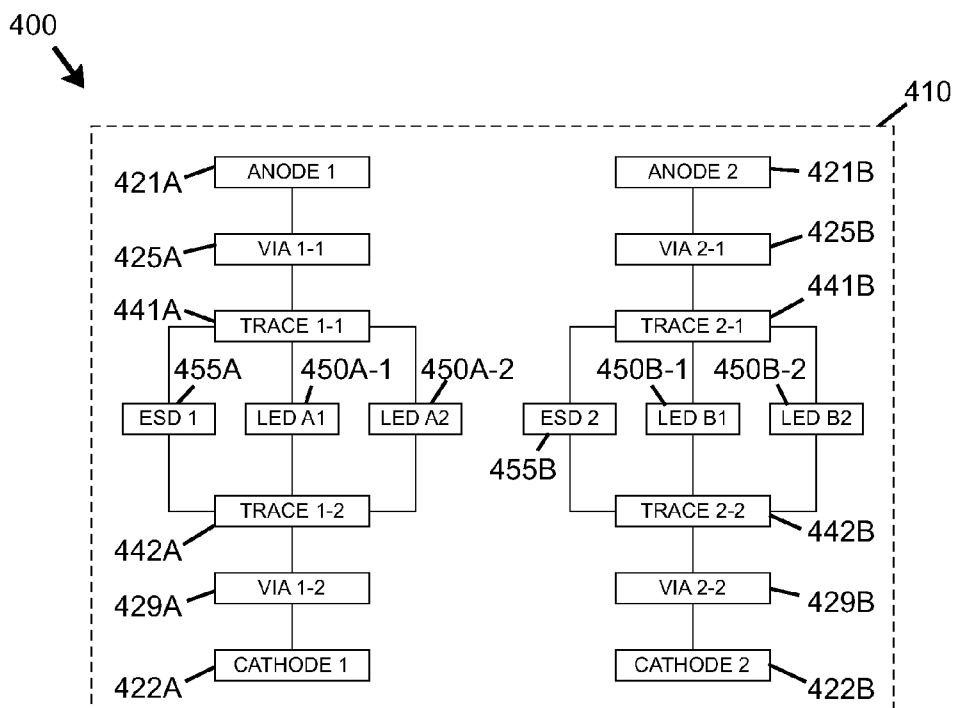 400
410
421A ANODE 1 ANODE 2 421B
425A VIA 1-1 VIA 2-1 425B
441A TRACE 1-1 TRACE 2-1 441B
455A 450A-1 450A-2 450B-1 450B-2
ESD 1 LED A1 LED A2 ESD 2 LED B1 LED B2
455B
442A TRACE 1-2 TRACE 2-2 442B
429A VIA 1-2 VIA 2-2 429B
422A CATHODE 1 CATHODE 2 422B